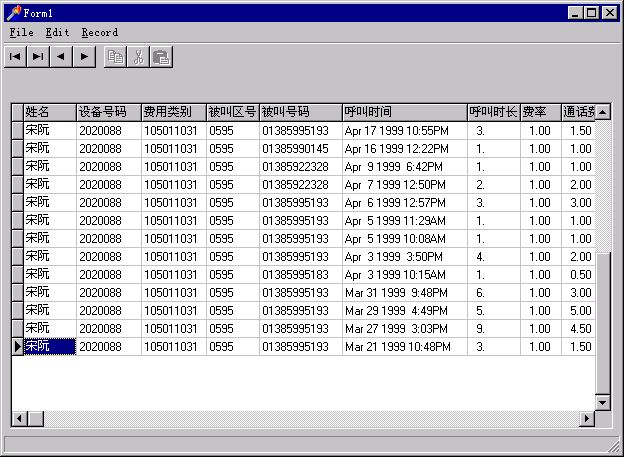 Form1
File Edit Record
姓名 设备号码 费用类别 被叫区号 被叫号码 呼叫时间 呼叫时长 费率 通话费
宋阮 2020088 105011031 0595 01385995193 Apr 17 1999 10:55PM 3. 1.00 1.50
宋阮 2020088 105011031 0595 01385990145 Apr 16 1999 12:22PM 1. 1.00 1.00
宋阮 2020088 105011031 0595 01385922328 Apr 9 1999 6:42PM 1. 1.00 1.00
宋阮 2020088 105011031 0595 01385922328 Apr 7 1999 12:50PM 2. 1.00 2.00
宋阮 2020088 105011031 0595 01385995193 Apr 6 1999 12:57PM 3. 1.00 3.00
宋阮 2020088 105011031 0595 01385995193 Apr 5 1999 11:29AM 1. 1.00 1.00
宋阮 2020088 105011031 0595 01385995193 Apr 5 1999 10:08AM 1. 1.00 1.00
宋阮 2020088 105011031 0595 01385995193 Apr 3 1999 3:50PM 4. 1.00 2.00
宋阮 2020088 105011031 0595 01385995183 Apr 3 1999 10:15AM 1. 1.00 0.50
宋阮 2020088 105011031 0595 01385995193 Mar 31 1999 9:48PM 6. 1.00 3.00
宋阮 2020088 105011031 0595 01385995193 Mar 29 1999 4:49PM 5. 1.00 5.00
宋阮 2020088 105011031 0595 01385995193 Mar 27 1999 3:03PM 9. 1.00 4.50
宋阮 2020088 105011031 0595 01385995193 Mar 21 1999 10:48PM 3. 1.00 1.50